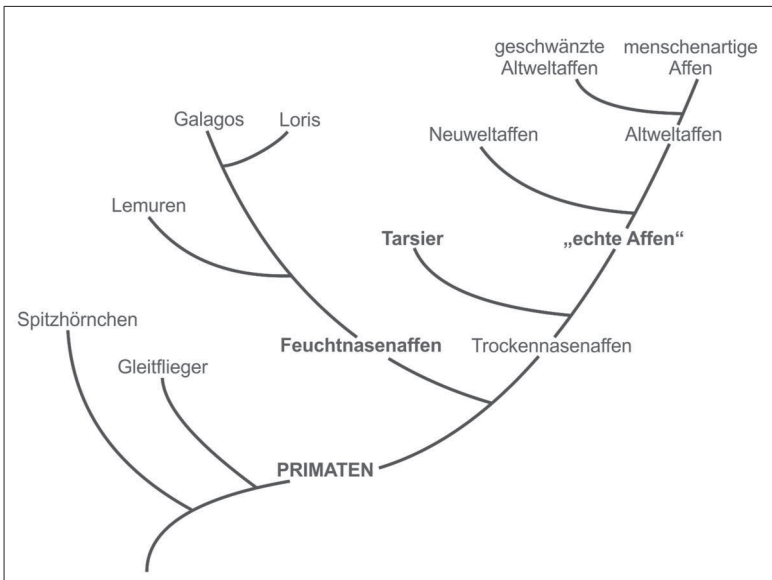 geschwänzte
Altweltaffen
menschenartige
Affen
Galagos
Loris
Neuweltaffen
Altweltaffen
Lemuren
Tarsier
„echte Affen“
Spitzhörnchen
Feuchtnasenaffen
Trockennasenaffen
Gleitflieger
PRIMATEN